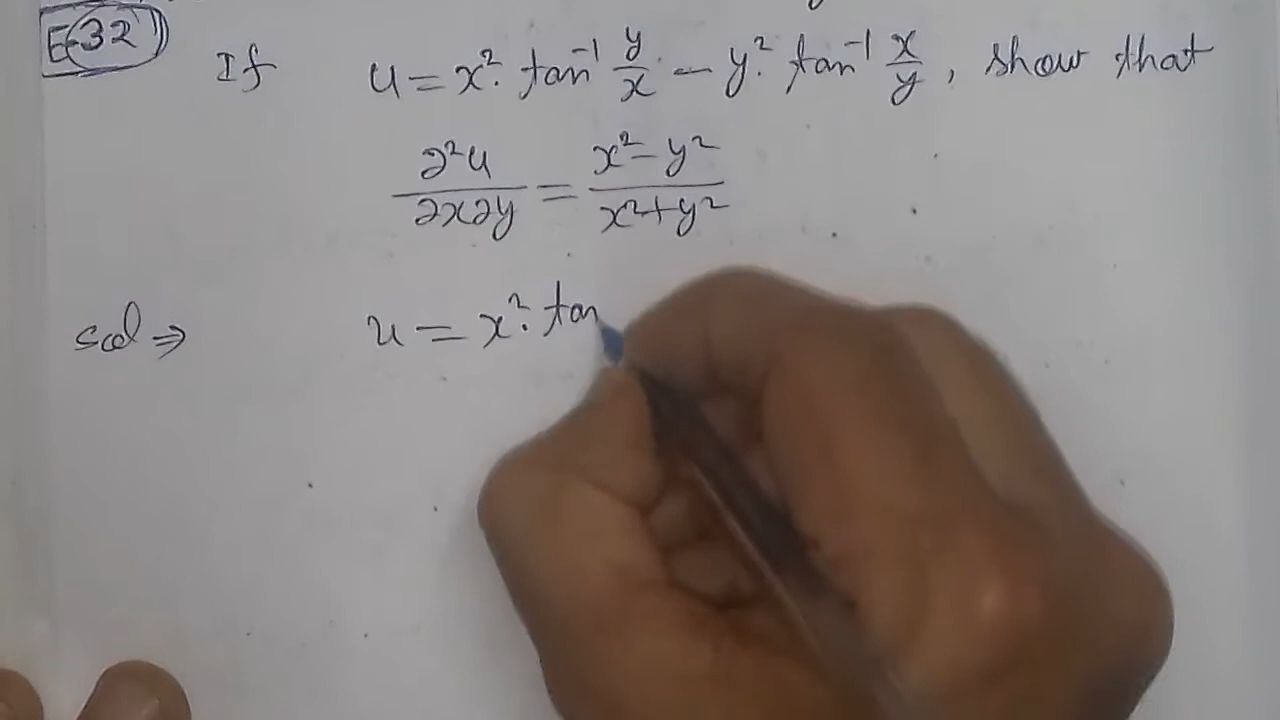 E-32
If u = x². tan⁻¹ y/x - y². tan⁻¹ x/y, show that
∂²u/∂x∂y = x²-y²/x²+y²
sol ⇒ u = x². tan